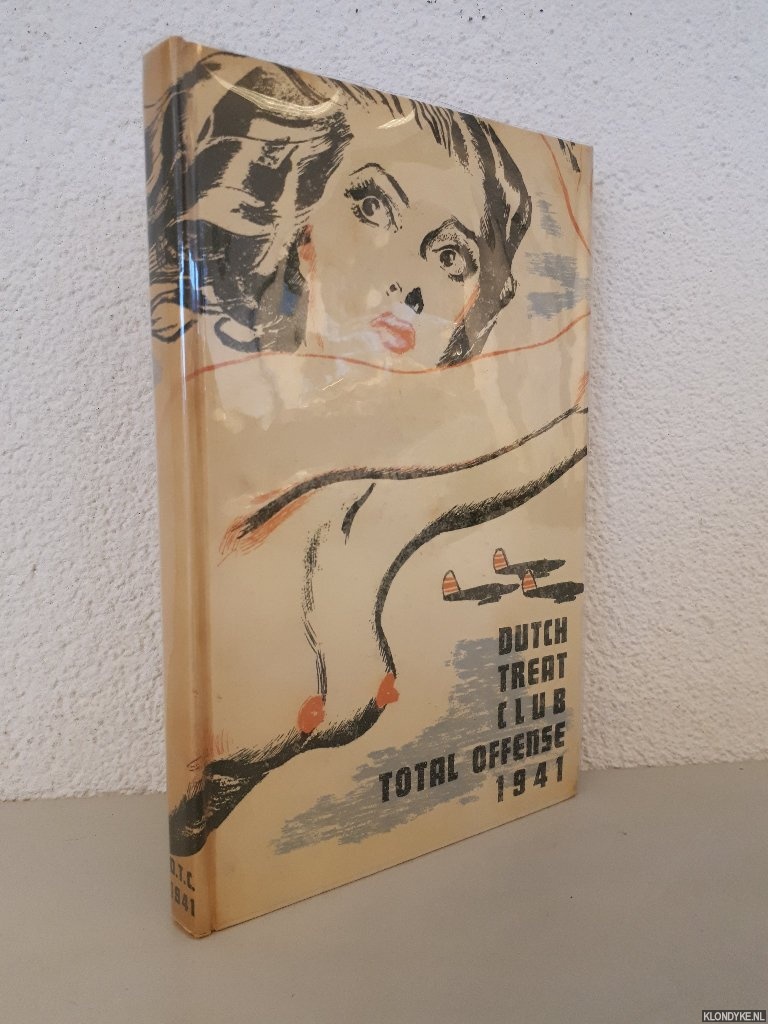 DUTCH
TREAT
CLUB
TOTAL OFFENSE
1941
D.T.C.
1941
KLONDYKE.NL